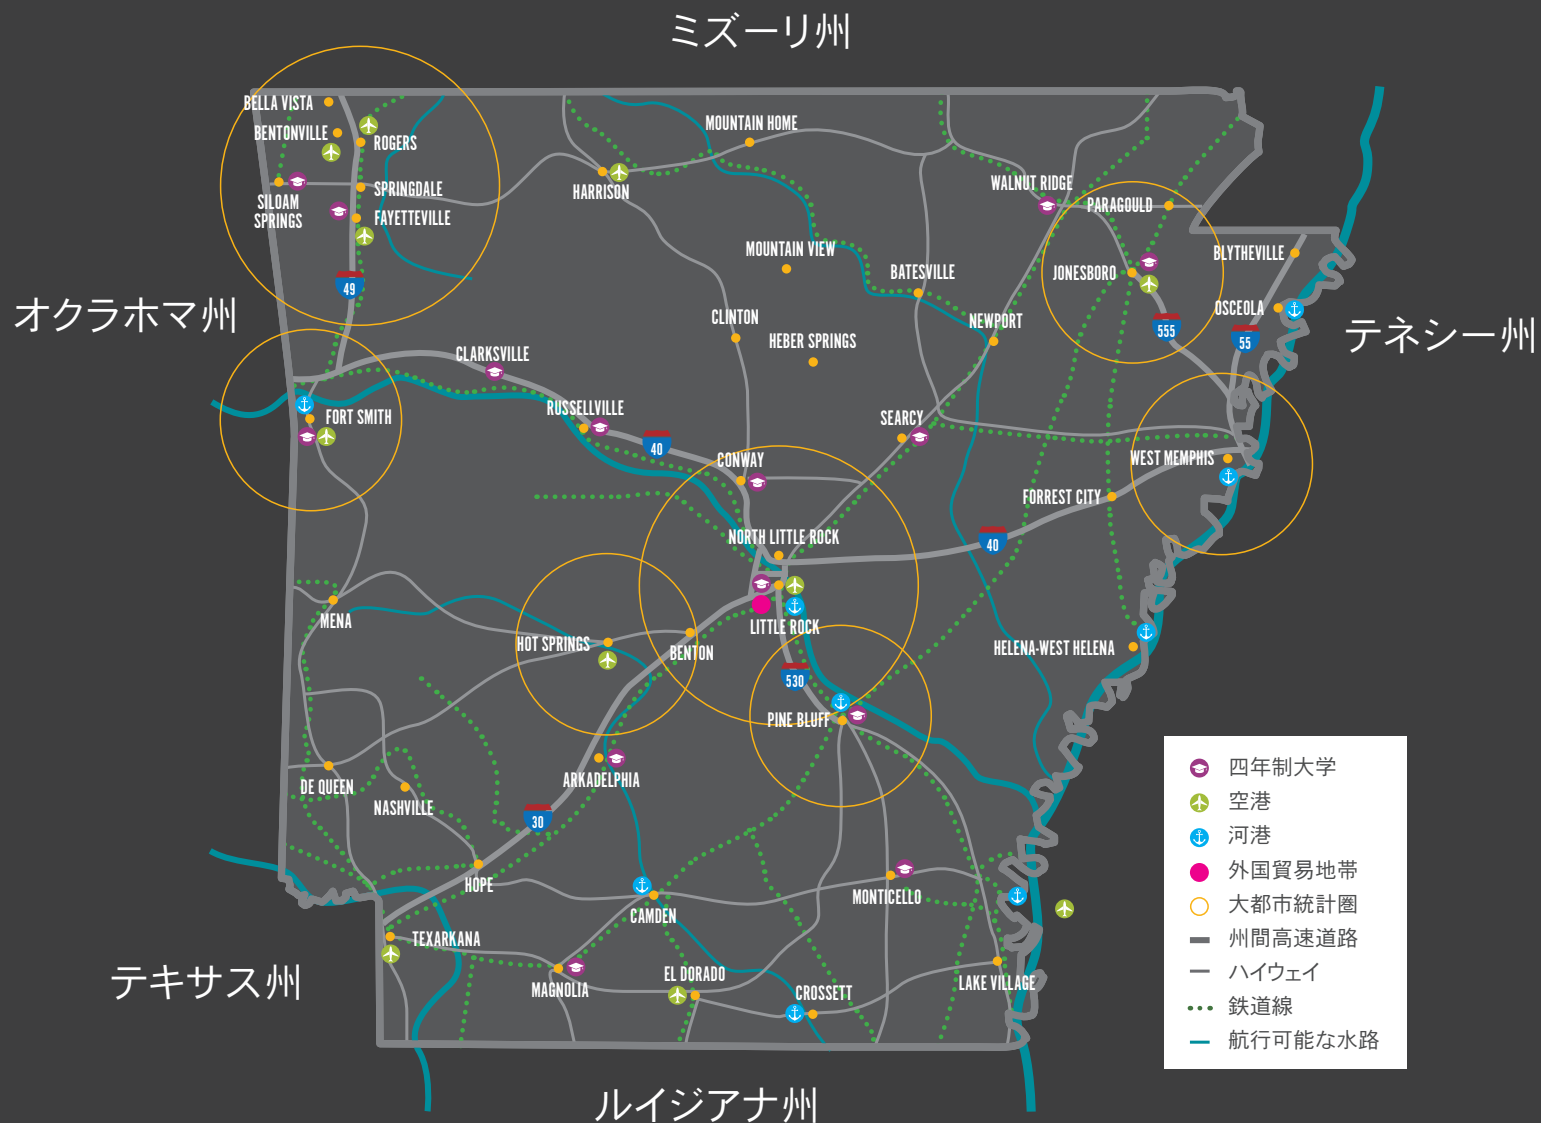 ミズーリ州
BELLA VISTA
BENTONVILLE
ROGERS
MOUNTAIN HOME
SILOAM
SPRINGS
SPRINGDALE
FAYETTEVILLE
HARRISON
WALNUT RIDGE
PARAGOULD
MOUNTAIN VIEW
BATESVILLE
JONESBORO
BLYTHEVILLE
49
オクラホマ州
CLINTON
HEBER SPRINGS
NEWPORT
555
OSCEOLA
55
テネシー州
CLARKSVILLE
FORT SMITH
RUSSELLVILLE
40
SEARCY
CONWAY
WEST MEMPHIS
FORREST CITY
NORTH LITTLE ROCK
40
MENA
LITTLE ROCK
HOT SPRINGS
BENTON
HELENA-WEST HELENA
530
PINE BLUFF
DE QUEEN
NASHVILLE
ARKADELPHIA
30
HOPE
CAMDEN
MONTICELLO
TEXARKANA
テキサス州
MAGNOLIA
EL DORADO
CROSSETT
LAKE VILLAGE
ルイジアナ州
四年制大学
空港
河港
外国貿易地帯
大都市統計圏
州間高速道路
ハイウェイ
鉄道線
航行可能な水路